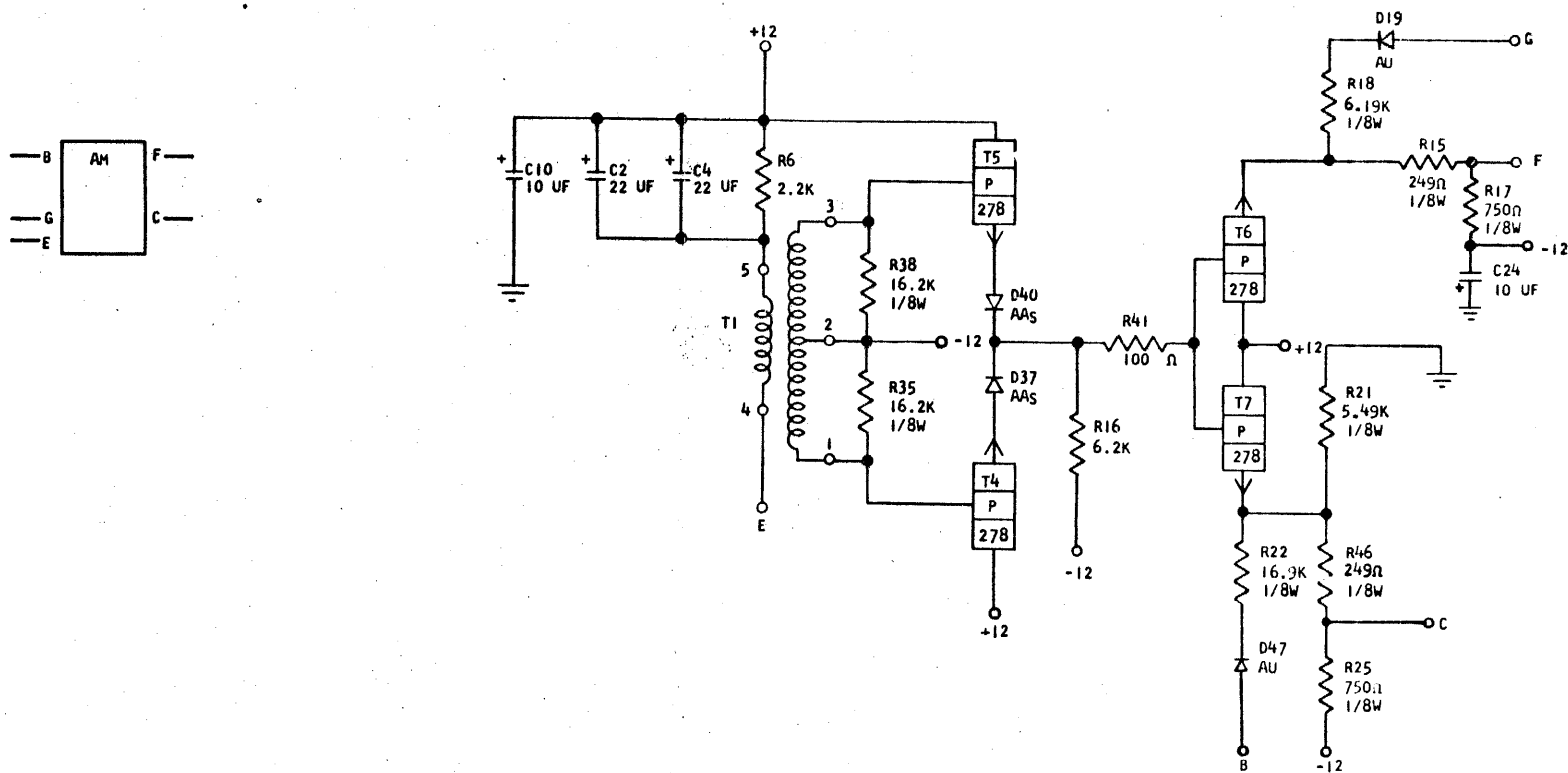 B
AM
F
G
C
E
+12
+
C10
10 UF
+
C2
22 UF
+
C4
22 UF
R6
2.2K
5
T1
4
E
3
2
1
R38
16.2K
1/8W
-12
R35
16.2K
1/8W
T5
P
278
D40
AAS
D37
AAS
T4
P
278
+12
R41
100 Ω
R16
6.2K
-12
T6
P
278
+12
T7
P
278
D19
AU
G
R18
6.19K
1/8W
R15
249Ω
1/8W
F
R17
750Ω
1/8W
-12
C24
10 UF
+
R21
5.49K
1/8W
R22
16.9K
1/8W
R46
249Ω
1/8W
C
D47
AU
R25
750Ω
1/8W
B
-12